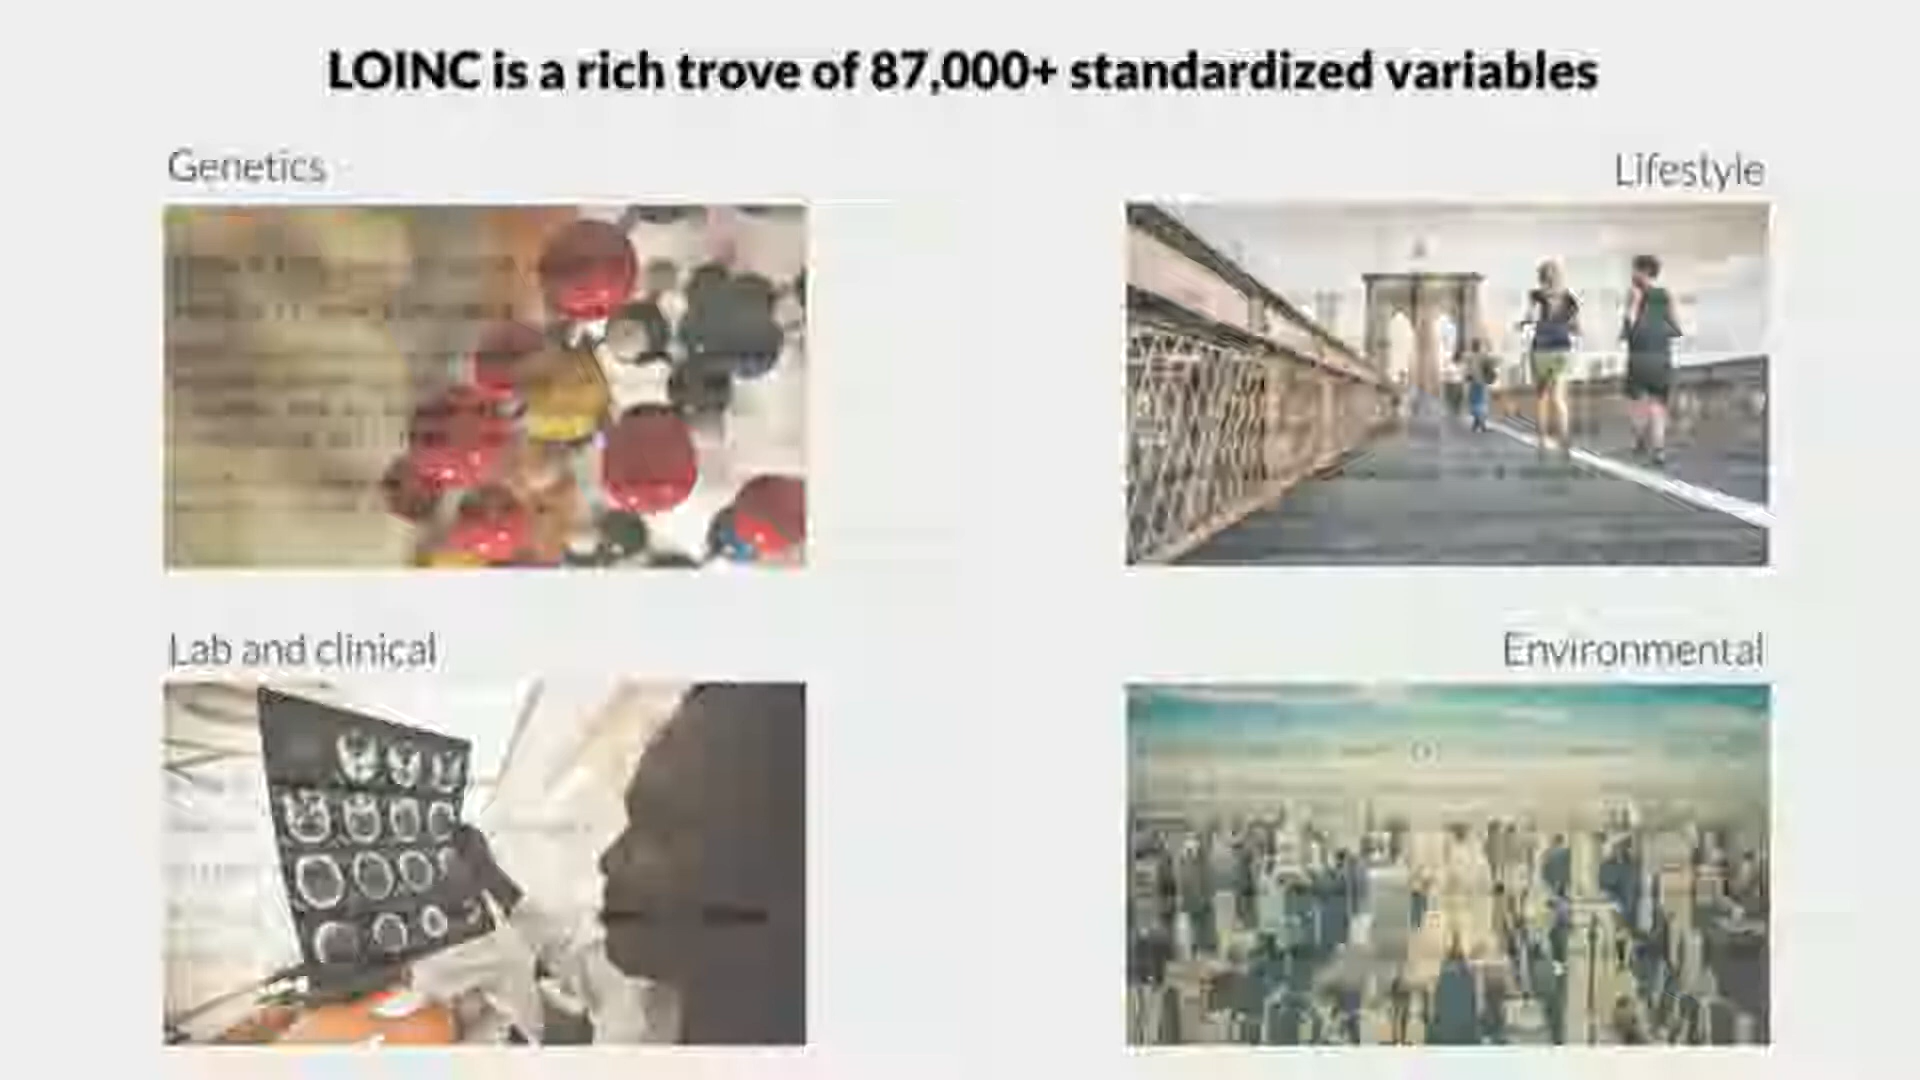 LOINC is a rich trove of 87,000+ standardized variables
Genetics
Lifestyle
Lab and clinical
Environmental